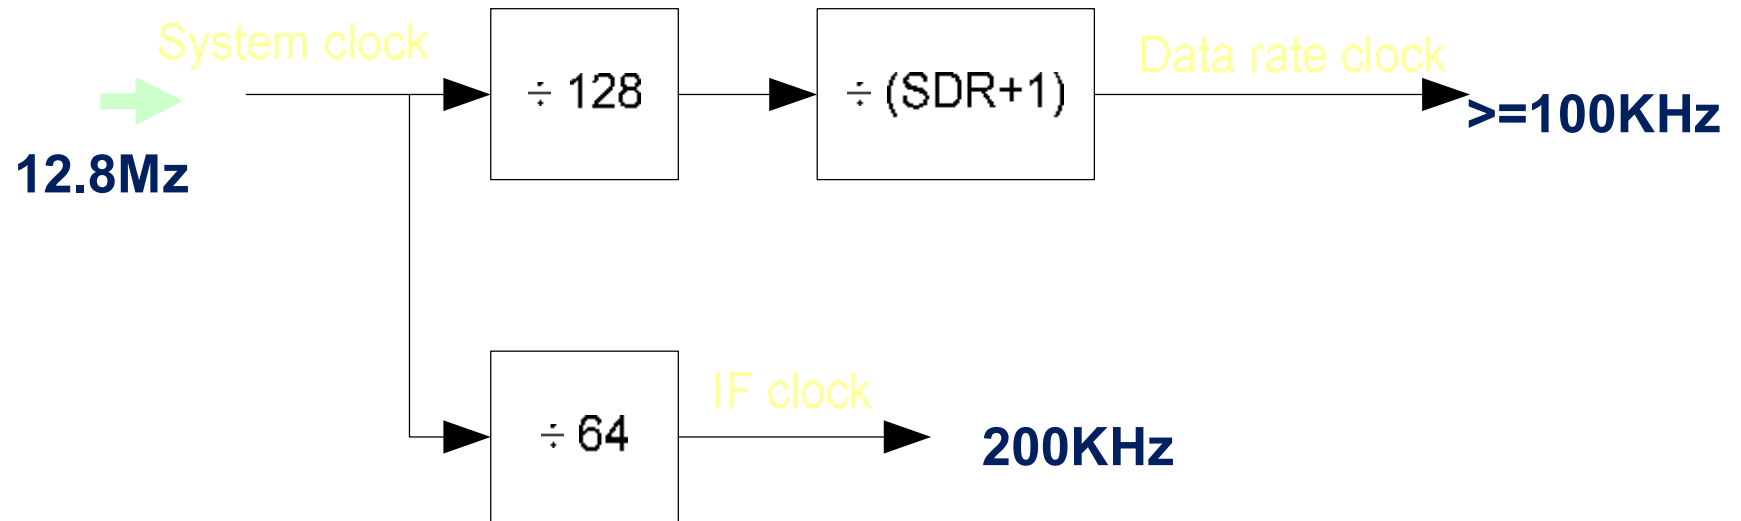 System clock
÷ 128
÷ (SDR+1)
Data rate clock
>=100KHz
12.8Mz
÷ 64
IF clock
200KHz